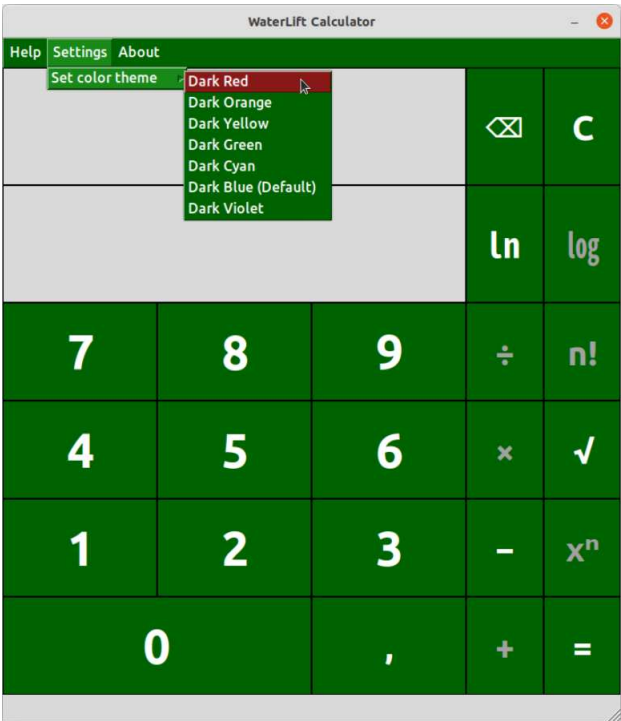 WaterLift Calculator
Help Settings About
Set color theme
Dark Red
Dark Orange
Dark Yellow
Dark Green
Dark Cyan
Dark Blue (Default)
Dark Violet
⌫ C
ln log
7 8 9 ÷ n!
4 5 6 × √
1 2 3 − xⁿ
0 , + =